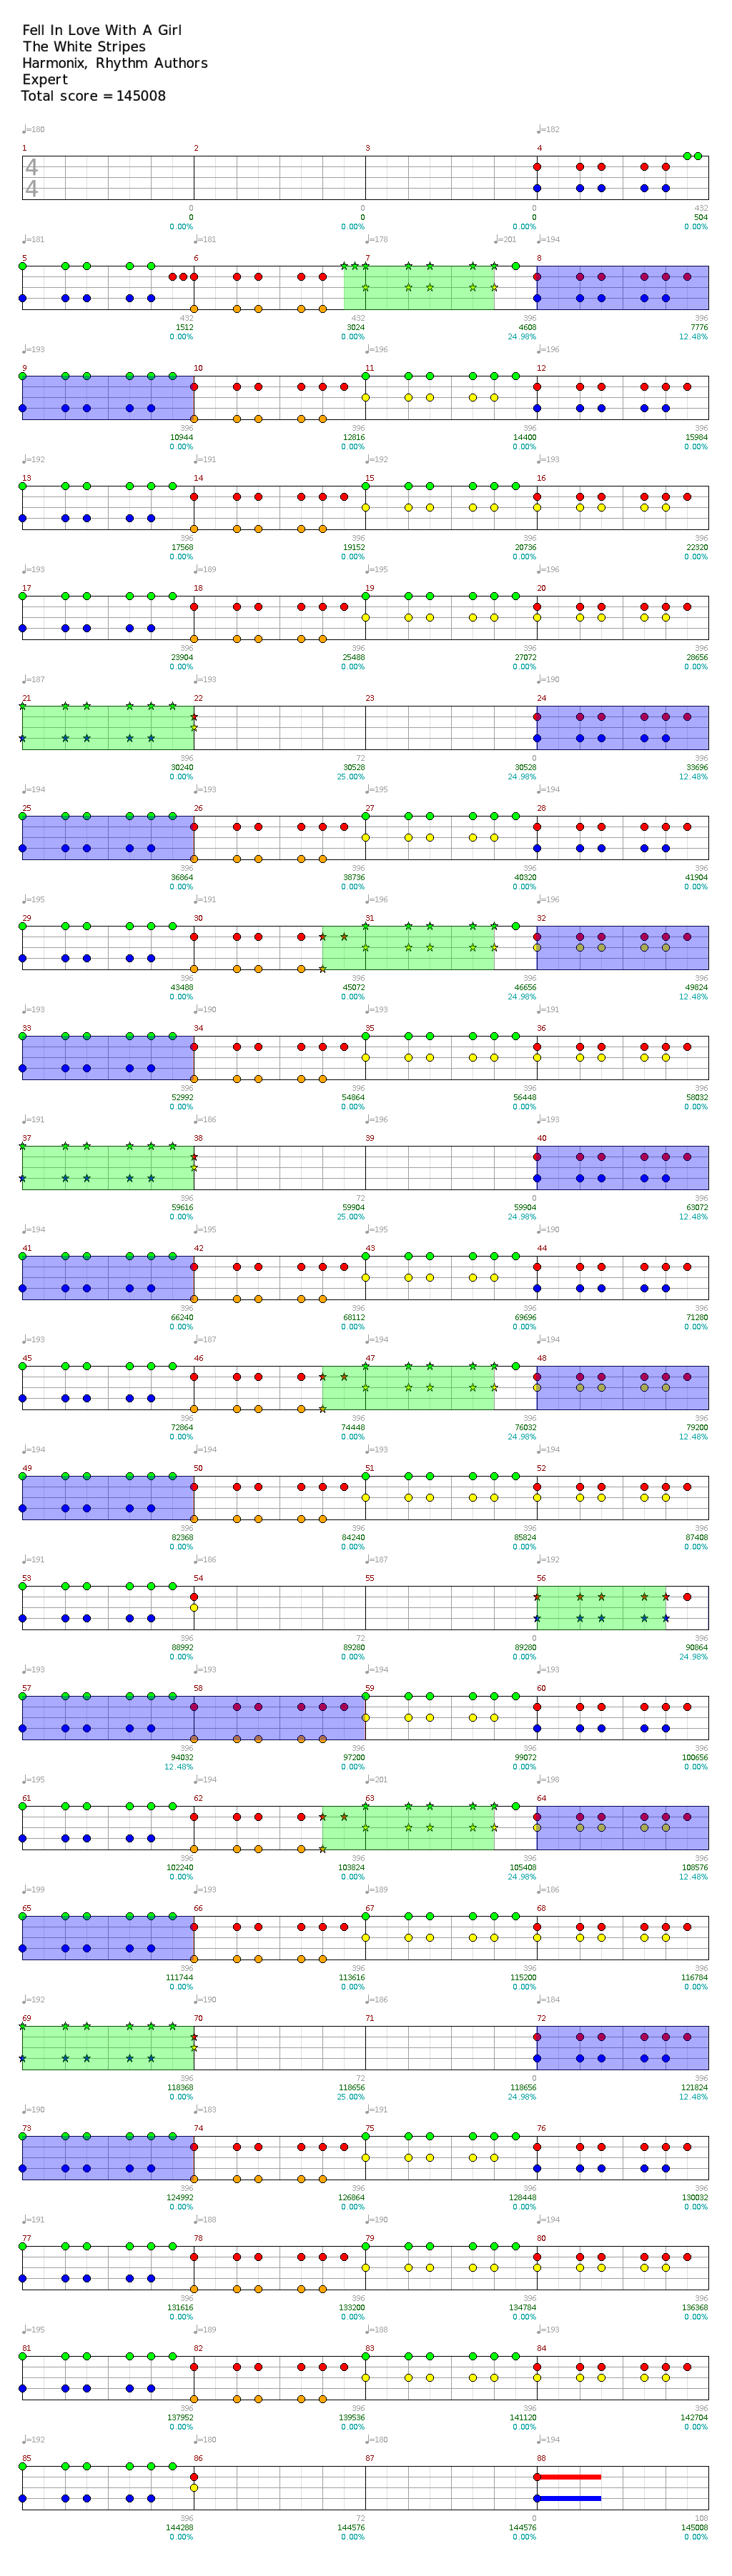 Fell In Love With A Girl
The White Stripes
Harmonix, Rhythm Authors
Expert
Total score = 145008
♩=180 ♩=182
1 2 3 4
4
4
0 0 0 432
0 0 0 504
0.00% 0.00% 0.00% 0.00%
♩=181 ♩=181 ♩=178 ♩=201 ♩=194
5 6 7 8
432 432 396 396
1512 3024 4608 7776
0.00% 0.00% 24.98% 12.48%
♩=193 ♩=195 ♩=196 ♩=196
9 10 11 12
396 396 396 396
10944 12816 14400 15984
0.00% 0.00% 0.00% 0.00%
♩=192 ♩=191 ♩=192 ♩=193
13 14 15 16
396 396 396 396
17568 19152 20736 22320
0.00% 0.00% 0.00% 0.00%
♩=193 ♩=189 ♩=195 ♩=196
17 18 19 20
396 396 396 396
23904 25488 27072 28656
0.00% 0.00% 0.00% 0.00%
♩=187 ♩=193 ♩=190
21 22 23 24
396 72 0 396
30240 30528 30528 33696
0.00% 25.00% 24.98% 12.48%
♩=194 ♩=193 ♩=195 ♩=193
25 26 27 28
396 396 396 396
36864 38736 40320 41904
0.00% 0.00% 0.00% 0.00%
♩=195 ♩=191 ♩=196 ♩=196
29 30 31 32
396 396 396 396
43488 45072 46656 49824
0.00% 0.00% 24.98% 12.48%
♩=193 ♩=190 ♩=193 ♩=191
33 34 35 36
396 396 396 396
52992 54864 56448 58032
0.00% 0.00% 0.00% 0.00%
♩=191 ♩=186 ♩=196 ♩=193
37 38 39 40
396 72 0 396
59616 59904 59904 63072
0.00% 25.00% 24.98% 12.48%
♩=194 ♩=195 ♩=195 ♩=190
41 42 43 44
396 396 396 396
66240 68112 69696 71280
0.00% 0.00% 0.00% 0.00%
♩=193 ♩=187 ♩=194 ♩=194
45 46 47 48
396 396 396 396
72864 74448 76032 79200
0.00% 0.00% 24.98% 12.48%
♩=194 ♩=194 ♩=193 ♩=194
49 50 51 52
396 396 396 396
82368 84240 85824 87408
0.00% 0.00% 0.00% 0.00%
♩=191 ♩=186 ♩=187 ♩=192
53 54 55 56
396 72 0 396
88992 89280 89280 90864
0.00% 0.00% 0.00% 24.98%
♩=193 ♩=193 ♩=194 ♩=193
57 58 59 60
396 396 396 396
94032 97200 99072 100656
12.48% 0.00% 0.00% 0.00%
♩=195 ♩=194 ♩=201 ♩=198
61 62 63 64
396 396 396 396
102240 103824 105408 108576
0.00% 0.00% 24.98% 12.48%
♩=199 ♩=193 ♩=189 ♩=186
65 66 67 68
396 396 396 396
111744 113616 115200 116784
0.00% 0.00% 0.00% 0.00%
♩=192 ♩=190 ♩=186 ♩=184
69 70 71 72
396 72 0 396
118368 118656 118656 121824
0.00% 25.00% 24.98% 12.48%
♩=190 ♩=183 ♩=191
73 74 75 76
396 396 396 396
124992 126864 128448 130032
0.00% 0.00% 0.00% 0.00%
♩=191 ♩=188 ♩=190 ♩=194
77 78 79 80
396 396 396 396
131616 133200 134784 136368
0.00% 0.00% 0.00% 0.00%
♩=195 ♩=189 ♩=188 ♩=193
81 82 83 84
396 396 396 396
137952 139536 141120 142704
0.00% 0.00% 0.00% 0.00%
♩=192 ♩=180 ♩=180 ♩=194
85 86 87 88
396 72 0 108
144288 144576 144576 145008
0.00% 0.00% 0.00% 0.00%